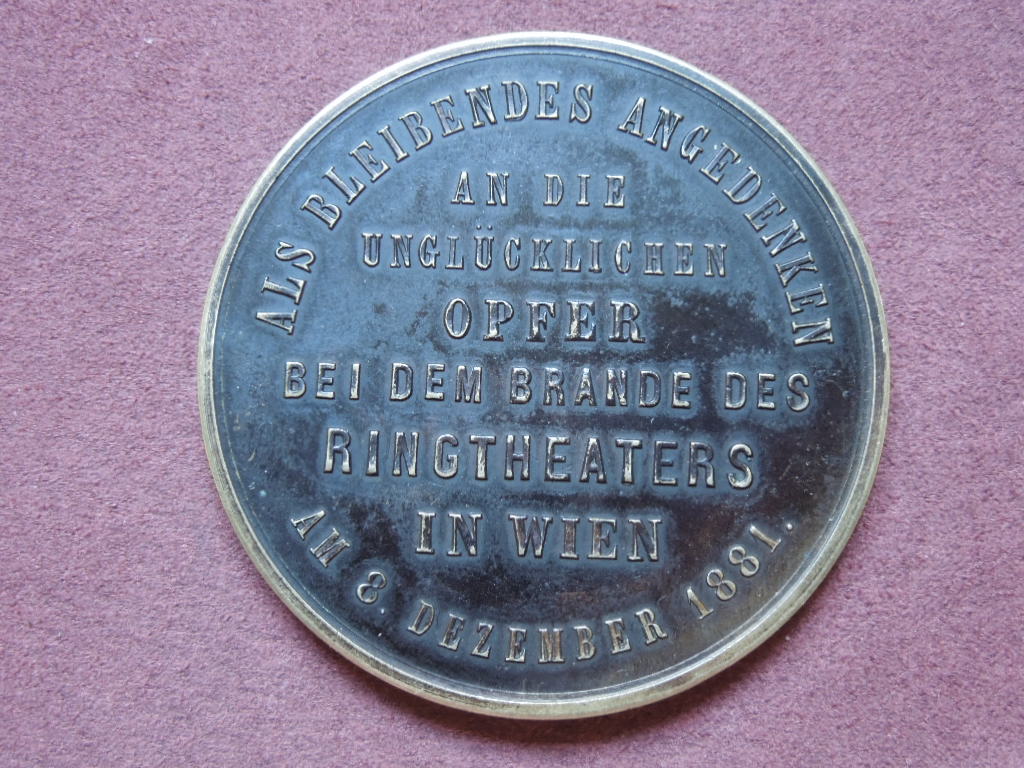 ALS BLEIBENDES ANGEDENKEN
AN DIE
UNGLÜCKLICHEN
OPFER
BEI DEM BRANDE DES
RINGTHEATERS
IN WIEN
AM 8. DEZEMBER 1881.